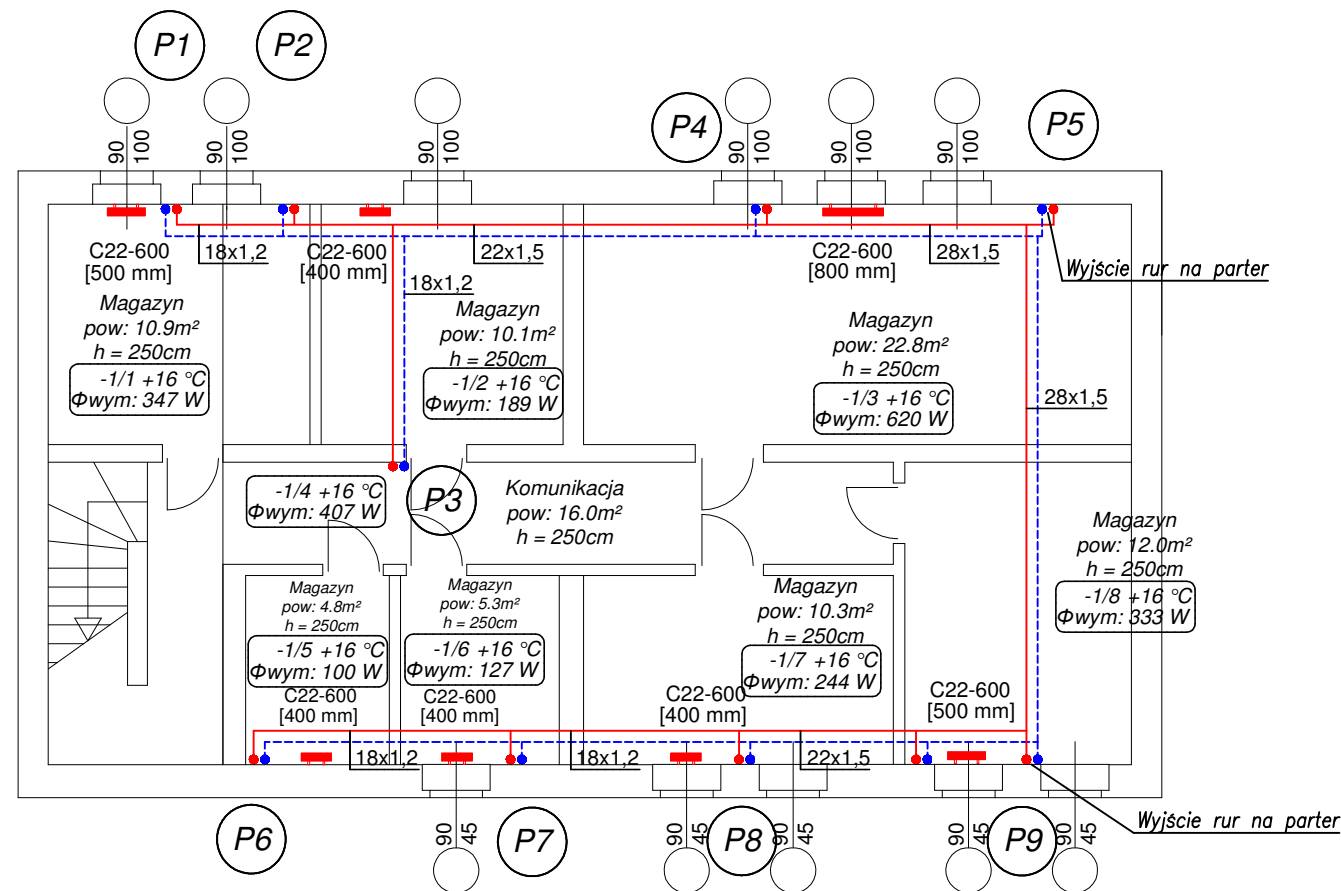 P1
P2
P4
P5
90
100
90
100
90
100
90
100
90
100
90
100
C22-600
[500 mm]
18x1,2
C22-600
[400 mm]
22x1,5
C22-600
[800 mm]
28x1,5
Wyjście rur na parter
18x1,2
Magazyn
pow: 10.9m²
h = 250cm
-1/1 +16 °C
Φwym: 347 W
Magazyn
pow: 10.1m²
h = 250cm
-1/2 +16 °C
Φwym: 189 W
Magazyn
pow: 22.8m²
h = 250cm
-1/3 +16 °C
Φwym: 620 W
28x1,5
-1/4 +16 °C
Φwym: 407 W
P3
Komunikacja
pow: 16.0m²
h = 250cm
Magazyn
pow: 12.0m²
h = 250cm
-1/8 +16 °C
Φwym: 333 W
Magazyn
pow: 4.8m²
h = 250cm
-1/5 +16 °C
Φwym: 100 W
Magazyn
pow: 5.3m²
h = 250cm
-1/6 +16 °C
Φwym: 127 W
Magazyn
pow: 10.3m²
h = 250cm
-1/7 +16 °C
Φwym: 244 W
C22-600
[400 mm]
C22-600
[400 mm]
C22-600
[400 mm]
C22-600
[500 mm]
18x1,2
18x1,2
22x1,5
Wyjście rur na parter
P6
90
45
P7
90
45
P8
90
45
90
45
P9
90
45